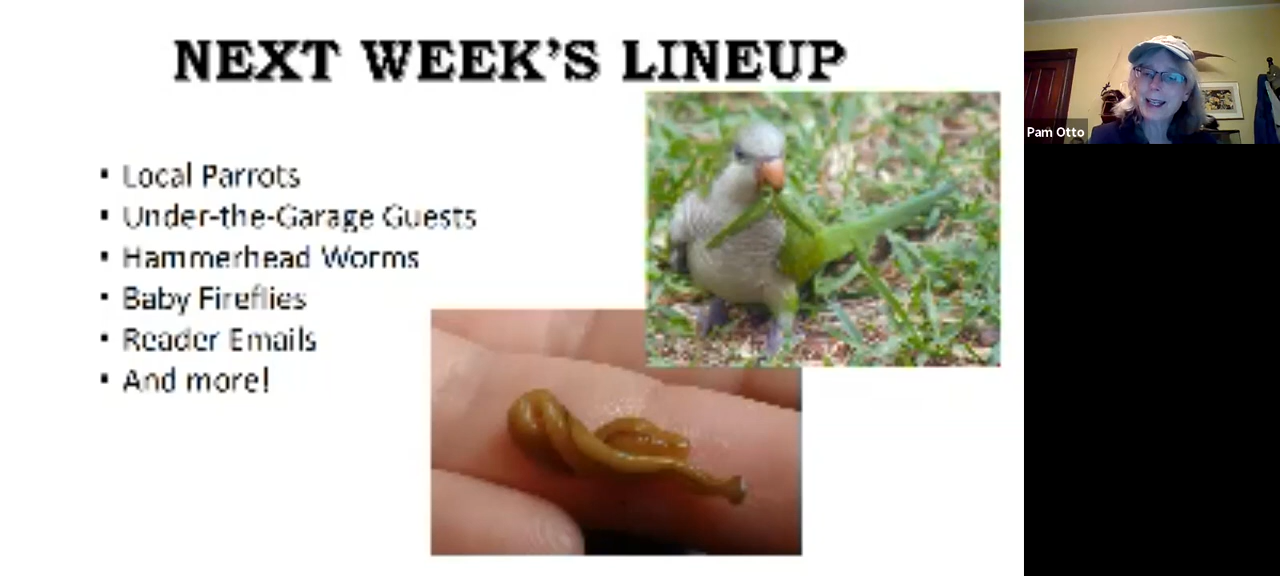 NEXT WEEK'S LINEUP
▪ Local Parrots
▪ Under-the-Garage Guests
▪ Hammerhead Worms
▪ Baby Fireflies
▪ Reader Emails
▪ And more!
Pam Otto